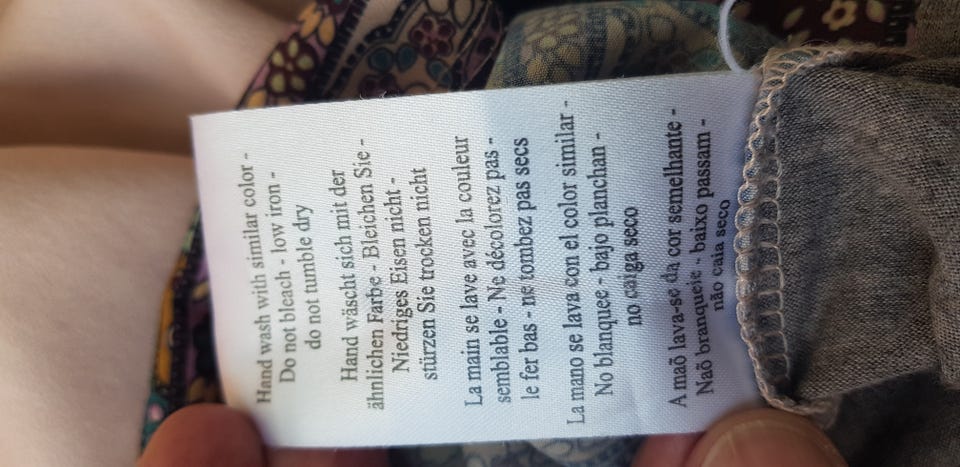 Hand wash with similar color -
Do not bleach - low iron -
do not tumble dry
Hand wäscht sich mit der
ähnlichen Farbe - Bleichen Sie -
Niedriges Eisen nicht -
stürzen Sie trocken nicht
La main se lave avec la couleur
semblable - Ne décolorez pas -
le fer bas - ne tombez pas secs
La mano se lava con el color similar -
No blanquee - bajo planchan -
no caiga seco
A maõ lava-se da cor semelhante -
Naõ branqueie - baixo passam -
não caia seco